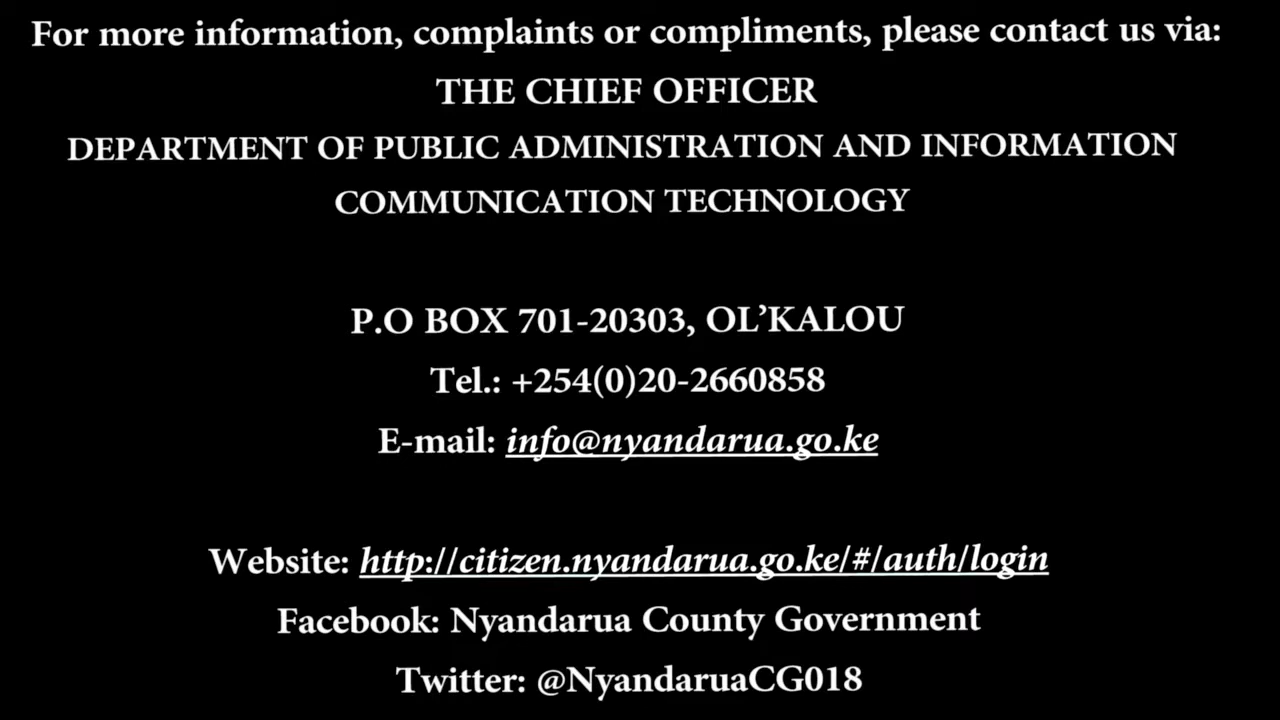 For more information, complaints or compliments, please contact us via:
THE CHIEF OFFICER
DEPARTMENT OF PUBLIC ADMINISTRATION AND INFORMATION
COMMUNICATION TECHNOLOGY
P.O BOX 701-20303, OL’KALOU
Tel.: +254(0)20-2660858
E-mail: info@nyandarua.go.ke
Website: http://citizen.nyandarua.go.ke/#/auth/login
Facebook: Nyandarua County Government
Twitter: @NyandaruaCG018